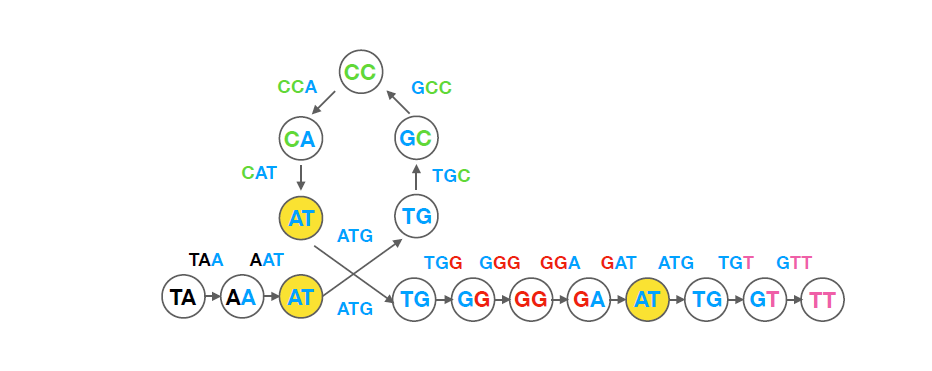 CC
CCA
GCC
CA
GC
CAT
TGC
AT
TG
ATG
TAA AAT
TGG GGG GGA GAT ATG TGT GTT
TA AA AT
TG GG GG GA AT TG GT TT
ATG